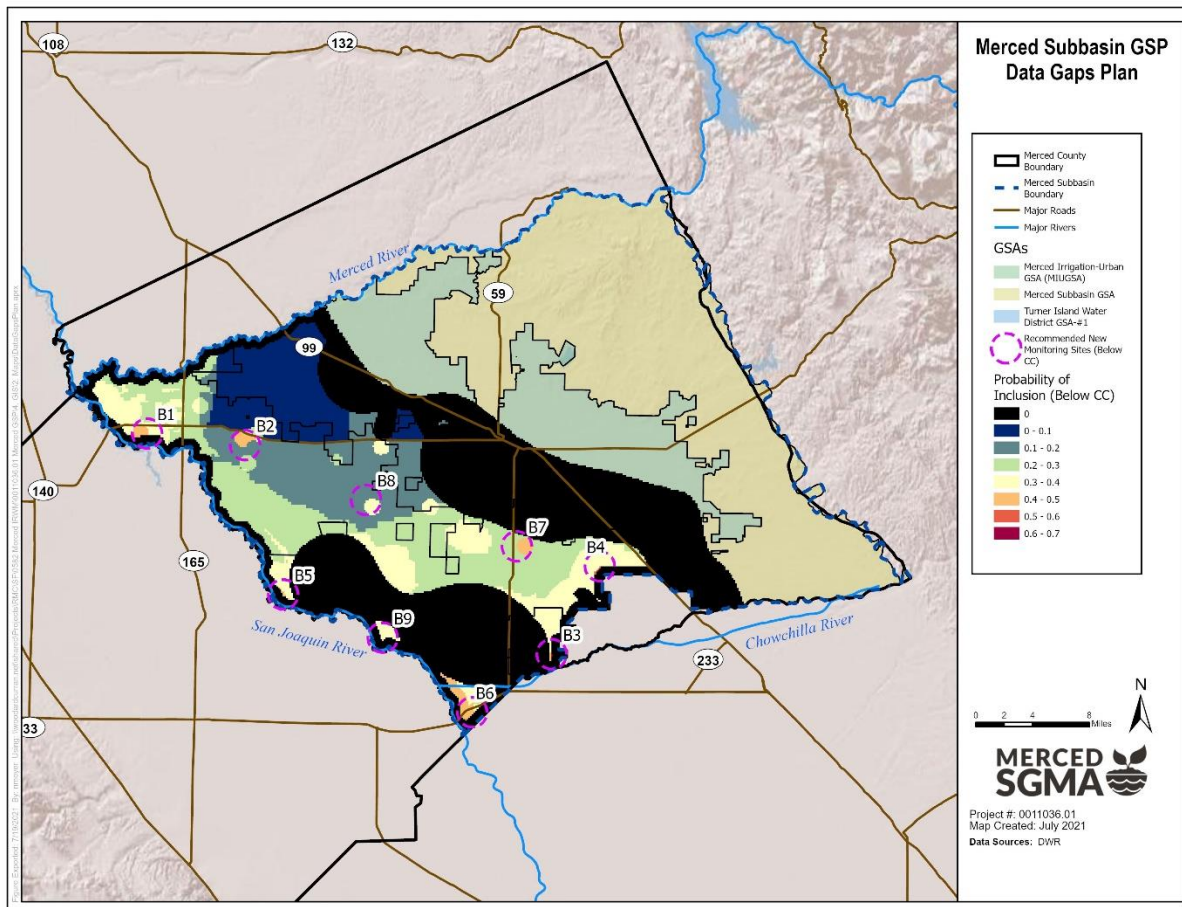 Merced Subbasin GSP
Data Gaps Plan
Merced County
Boundary
Merced Subbasin
Boundary
Major Roads
Major Rivers
GSAs
Merced Irrigation-Urban
GSA (MIUGSA)
Merced Subbasin GSA
Turner Island Water
District GSA-#1
Recommended New
Monitoring Sites (Below
CC)
Probability of
Inclusion (Below CC)
0
0 - 0.1
0.1 - 0.2
0.2 - 0.3
0.3 - 0.4
0.4 - 0.5
0.5 - 0.6
0.6 - 0.7
N
0 2 4 8
Miles
MERCED
SGMA
Project #: 0011036.01
Map Created: July 2021
Data Sources: DWR
108
132
Merced River
59
99
B1
B2
140
B8
165
B7
B4
B5
B9
San Joaquin River
B3
Chowchilla River
233
B6
33